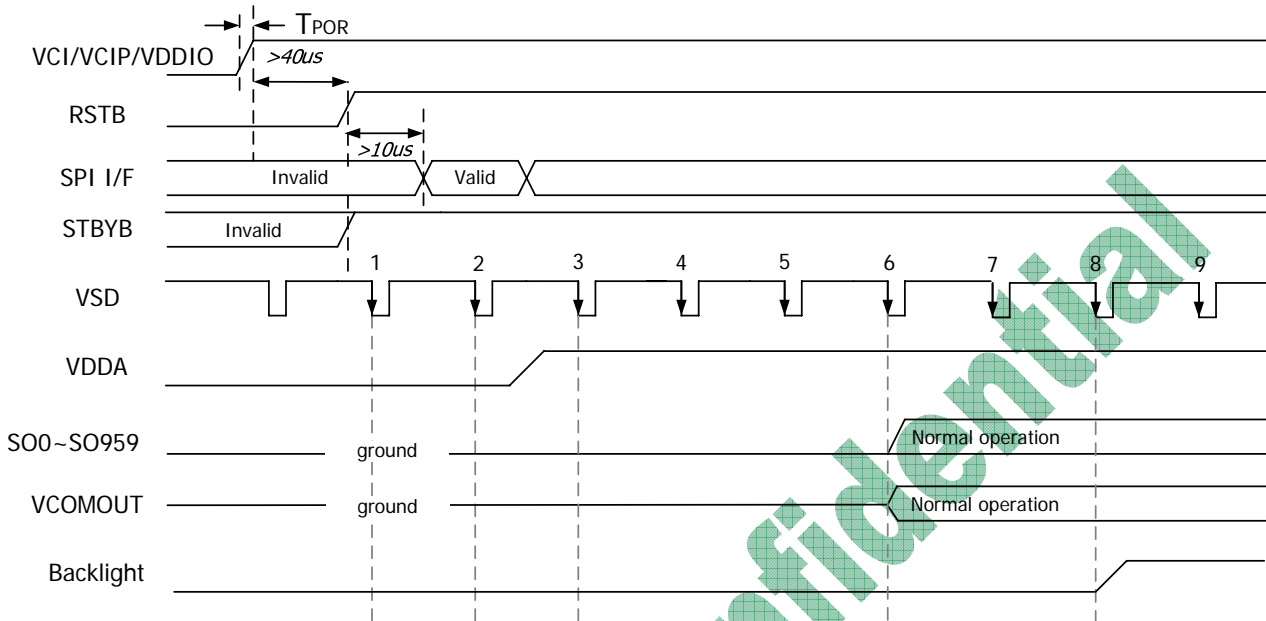 TPOR
VCI/VCIP/VDDIO
>40us
RSTB
>10us
SPI I/F
Invalid
Valid
STBYB
Invalid
1 2 3 4 5 6 7 8 9
VSD
VDDA
SO0~SO959
ground
Normal operation
VCOMOUT
ground
Normal operation
Backlight
nfidential